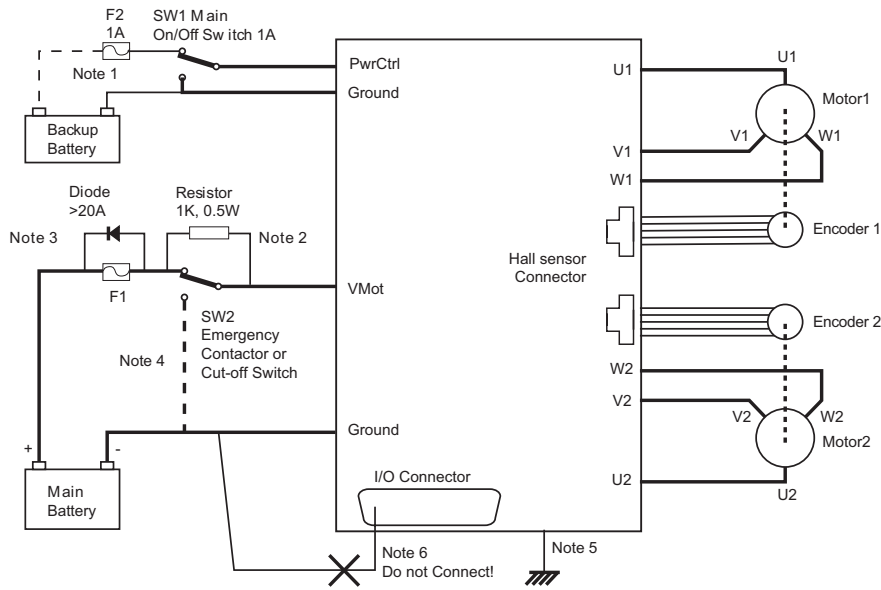 F2
1A
SW1 Main
On/Off Switch 1A
Note 1
PwrCtrl
Ground
Backup
Battery
U1
U1
Motor1
V1
W1
V1
W1
Diode
>20A
Resistor
1K, 0.5W
Note 3
Note 2
F1
VMot
Hall sensor
Connector
Encoder 1
SW2
Emergency
Contactor or
Cut-off Switch
Note 4
Encoder 2
W2
V2
V2
W2
Motor2
Ground
+
-
Main
Battery
I/O Connector
U2
U2
Note 6
Do not Connect!
Note 5